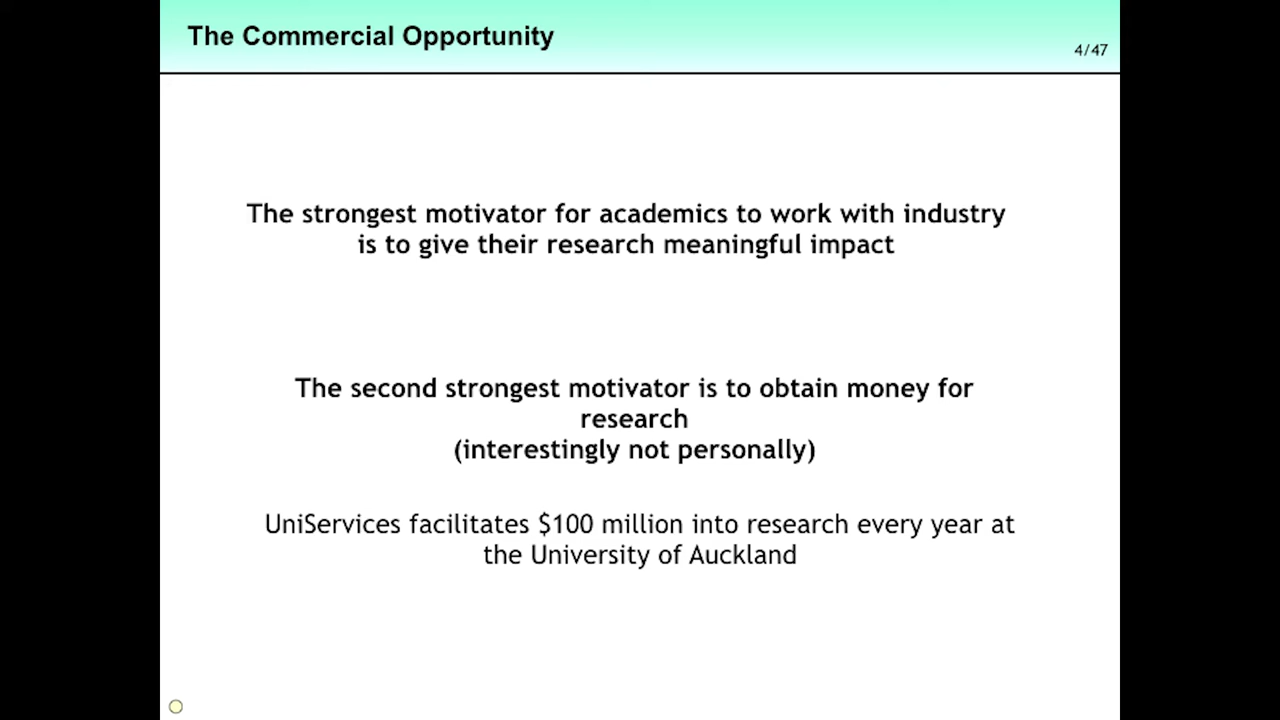 The Commercial Opportunity
4/47
The strongest motivator for academics to work with industry
is to give their research meaningful impact
The second strongest motivator is to obtain money for
research
(interestingly not personally)
UniServices facilitates $100 million into research every year at
the University of Auckland